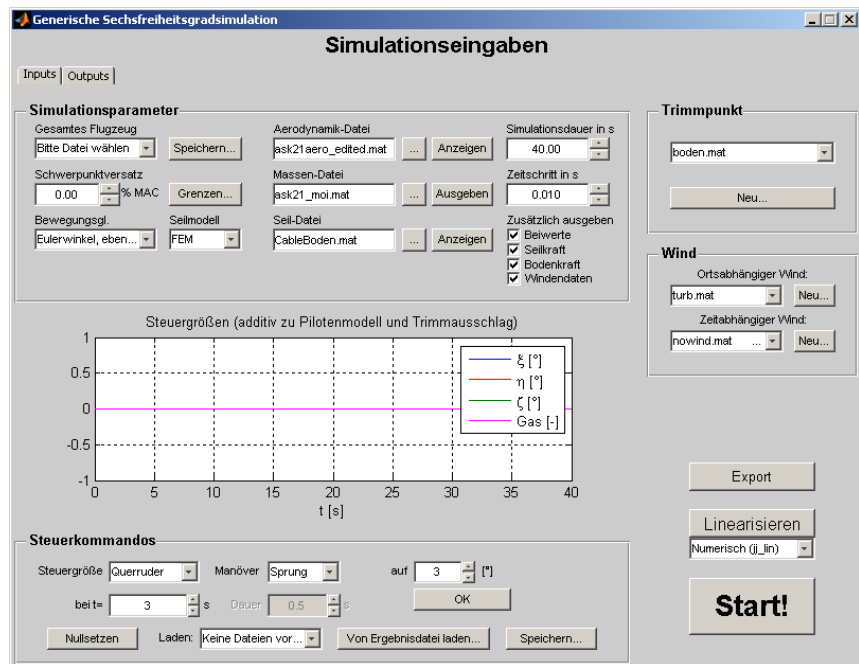 Generische Sechsfreiheitsgradsimulation
Simulationseingaben
Inputs Outputs
Simulationsparameter
Gesamtes Flugzeug Aerodynamik-Datei Simulationsdauer in s
Bitte Datei wählen Speichern... ask21aero_edited.mat ... Anzeigen 40.00
Schwerpunktversatz Massen-Datei Zeitschritt in s
0.00 % MAC Grenzen... ask21_moi.mat ... Ausgeben 0.010
Bewegungsgl. Seilmodell Seil-Datei Zusätzlich ausgeben
Eulerwinkel, eben... FEM CableBoden.mat ... Anzeigen
Beiwerte
Seilkraft
Bodenkraft
Windendaten
Trimmpunkt
boden.mat
Neu...
Wind
Ortsabhängiger Wind:
turb.mat Neu...
Zeitabhängiger Wind:
nowind.mat ... Neu...
Steuergrößen (additiv zu Pilotenmodell und Trimmausschlag)
1
0.5
0
-0.5
-1
ξ [°]
η [°]
ζ [°]
Gas [-]
0 5 10 15 20 25 30 35 40
t [s]
Steuerkommandos
Steuergröße Querruder Manöver Sprung auf 3 [°]
bei t= 3 s Dauer 0.5 s OK
Nullsetzen Laden: Keine Dateien vor... Von Ergebnisdatei laden... Speichern...
Export
Linearisieren
Numerisch (jj_lin)
Start!